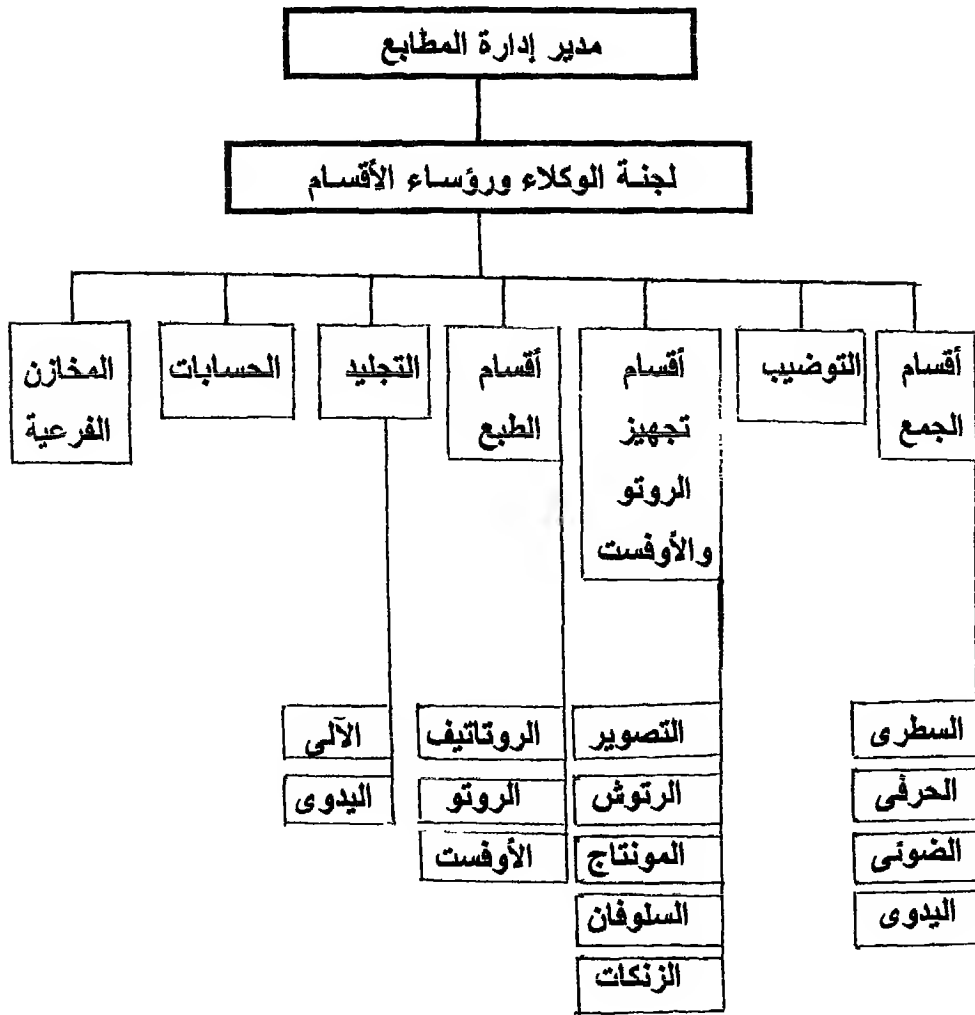 مدير إدارة المطابع
لجنة الوكلاء ورؤساء الأقسام
أقسام
الجمع
التوضيب
أقسام
تجهيز
الروتو
والأوفست
أقسام
الطبع
التجليد
الحسابات
المخازن
الفرعية
السطرى
الحرفى
الضوئى
اليدوى
التصوير
الرتوش
المونتاج
السلوفان
الزنكات
الروتاتيف
الروتو
الأوفست
الآلى
اليدوى